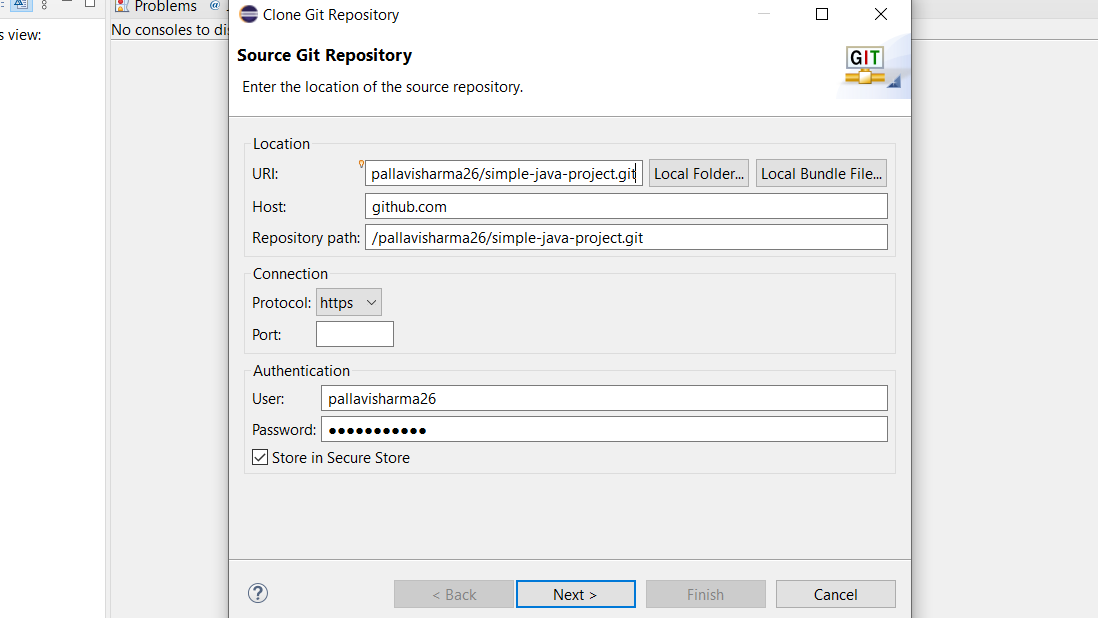 Problems @
s view:
No consoles to di
Clone Git Repository
Source Git Repository
Enter the location of the source repository.
GIT
Location
URI: pallavisharma26/simple-java-project.git Local Folder... Local Bundle File...
Host: github.com
Repository path: /pallavisharma26/simple-java-project.git
Connection
Protocol: https
Port:
Authentication
User: pallavisharma26
Password: ●●●●●●●●●●●
Store in Secure Store
? < Back Next > Finish Cancel